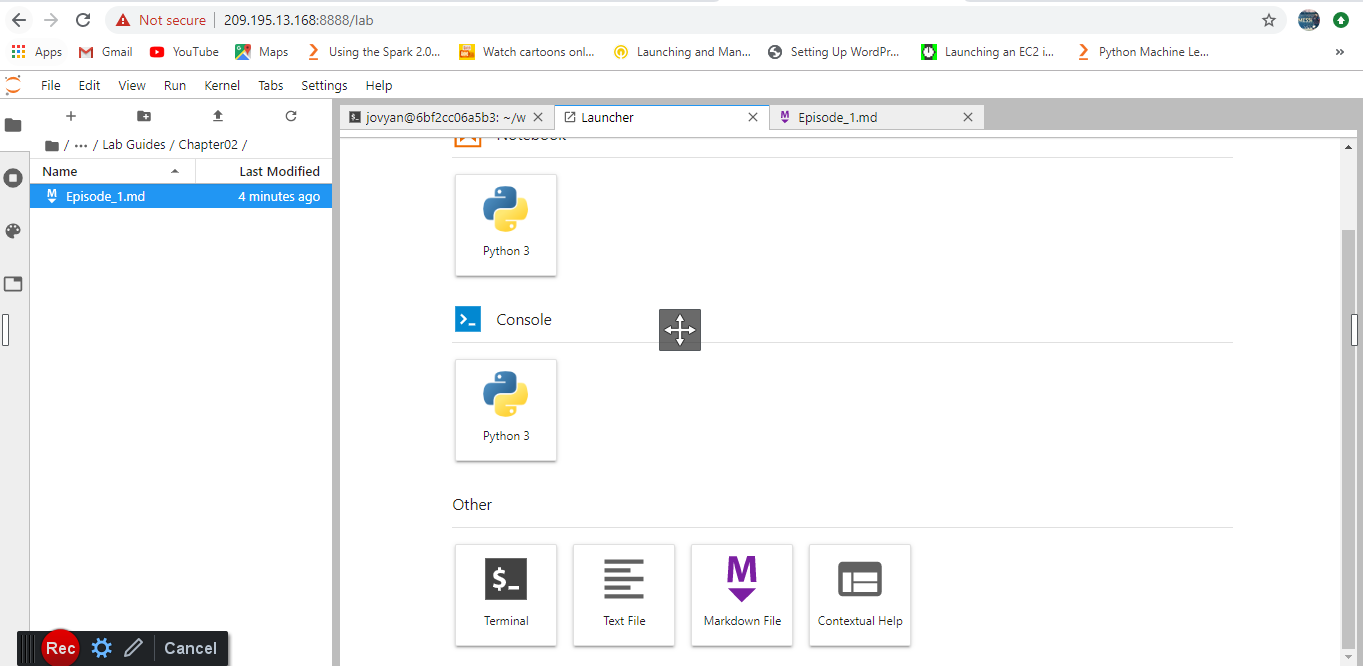 Not secure | 209.195.13.168:8888/lab
Apps Gmail YouTube Maps Using the Spark 2.0... Watch cartoons onl... Launching and Man... Setting Up WordPr... Launching an EC2 i... Python Machine Le... »
File Edit View Run Kernel Tabs Settings Help
jovyan@6bf2cc06a5b3: ~/w Launcher Episode_1.md
/ ... / Lab Guides / Chapter02 /
Name Last Modified
Episode_1.md 4 minutes ago
Notebook
Python 3
Console
Python 3
Other
$_ M
Terminal Text File Markdown File Contextual Help
Rec Cancel